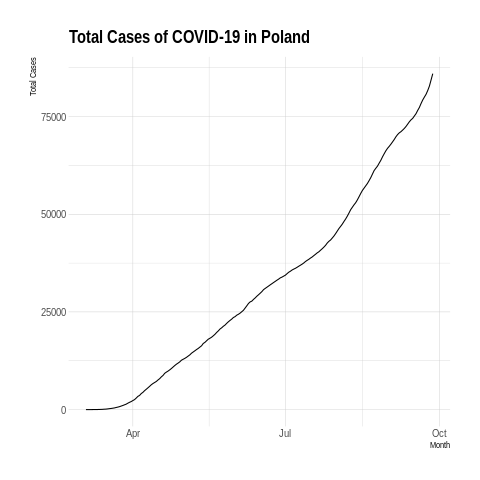 Total Cases of COVID-19 in Poland
Total Cases
75000
50000
25000
0
Apr
Jul
Oct
Month